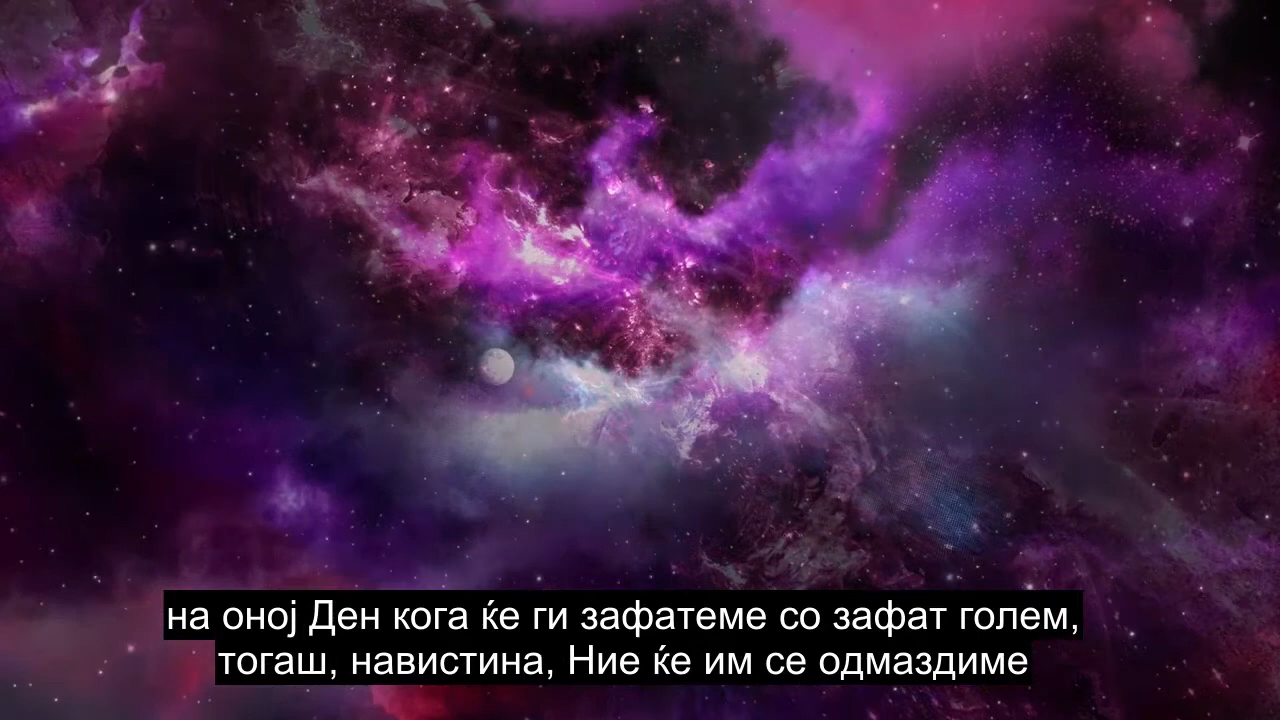 на оној Ден кога ќе ги зафатеме со зафат голем,
тогаш, навистина, Ние ќе им се одмаздиме